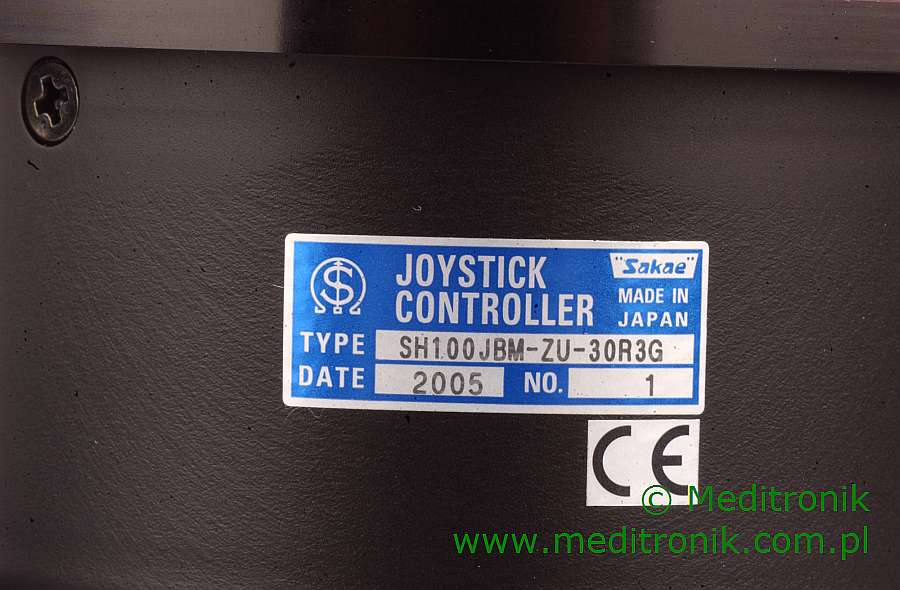 JOYSTICK
CONTROLLER
"Sakae"
MADE IN
JAPAN
TYPE SH100JBM-ZU-30R3G
DATE 2005 NO. 1
CE
© Meditronik
www.meditronik.com.pl